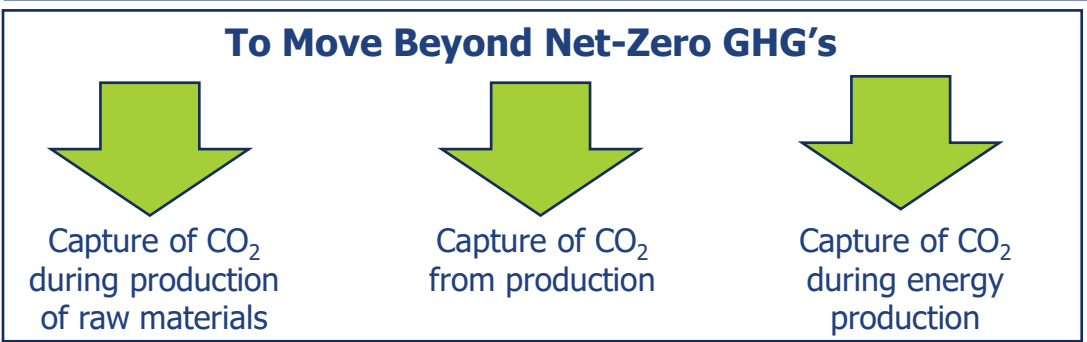 To Move Beyond Net-Zero GHG's
Capture of CO₂
during production
of raw materials
Capture of CO₂
from production
Capture of CO₂
during energy
production